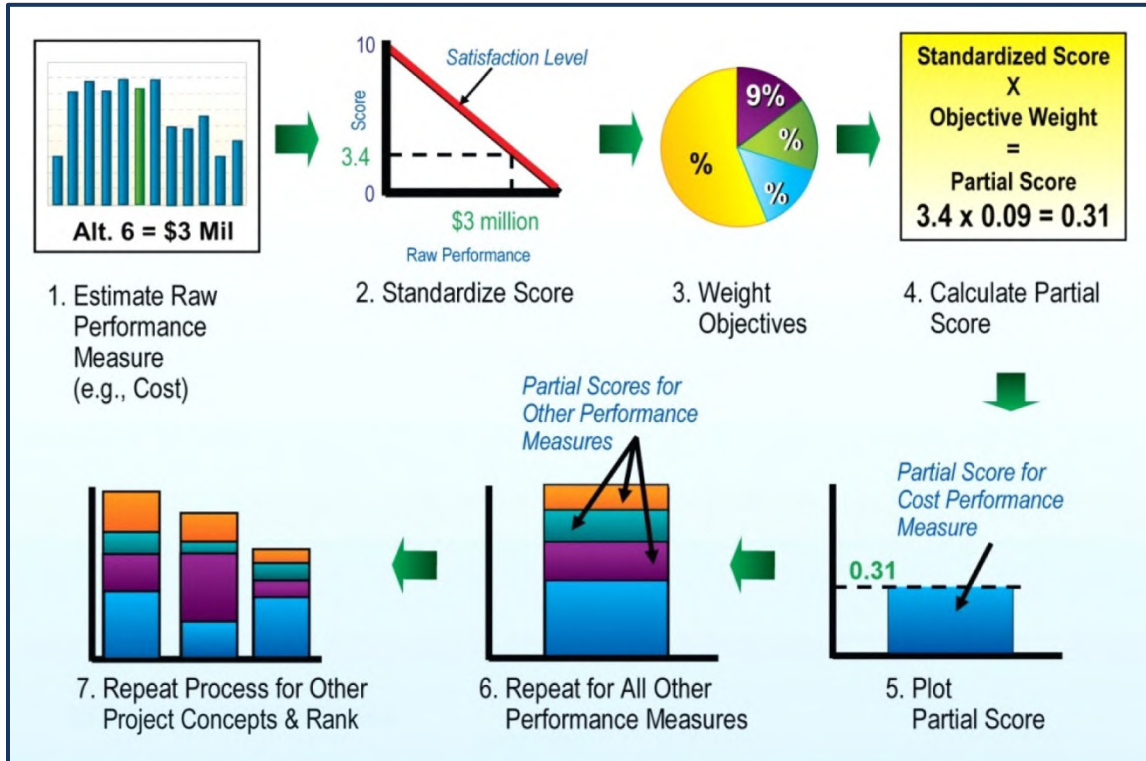 Alt. 6 = $3 Mil
1. Estimate Raw
Performance
Measure
(e.g., Cost)
10
Score
3.4
0
Satisfaction Level
$3 million
Raw Performance
2. Standardize Score
9%
%
%
%
3. Weight
Objectives
Standardized Score
X
Objective Weight
=
Partial Score
3.4 x 0.09 = 0.31
4. Calculate Partial
Score
Partial Score for
Cost Performance
Measure
0.31
5. Plot
Partial Score
Partial Scores for
Other Performance
Measures
6. Repeat for All Other
Performance Measures
7. Repeat Process for Other
Project Concepts & Rank